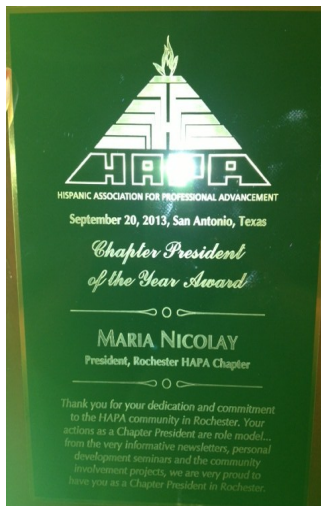 HAPA
HISPANIC ASSOCIATION FOR PROFESSIONAL ADVANCEMENT
September 20, 2013, San Antonio, Texas
Chapter President
of the Year Award
MARIA NICOLAY
President, Rochester HAPA Chapter
Thank you for your dedication and commitment
to the HAPA community in Rochester. Your
actions as a Chapter President are role model...
from the very informative newsletters, personal
development seminars and the community
involvement projects, we are very proud to
have you as a Chapter President in Rochester.